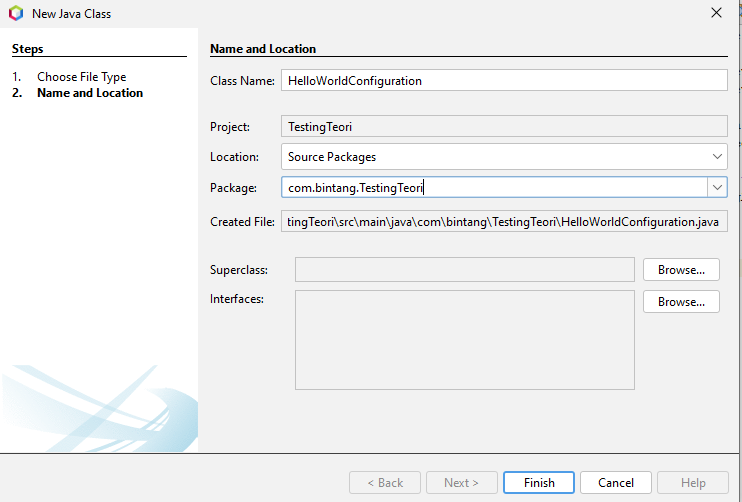 New Java Class
Steps
1. Choose File Type
2. Name and Location
Name and Location
Class Name: HelloWorldConfiguration
Project: TestingTeori
Location: Source Packages
Package: com.bintang.TestingTeori
Created File: tingTeori\src\main\java\com\bintang\TestingTeori\HelloWorldConfiguration.java
Superclass: Browse...
Interfaces: Browse...
< Back Next > Finish Cancel Help